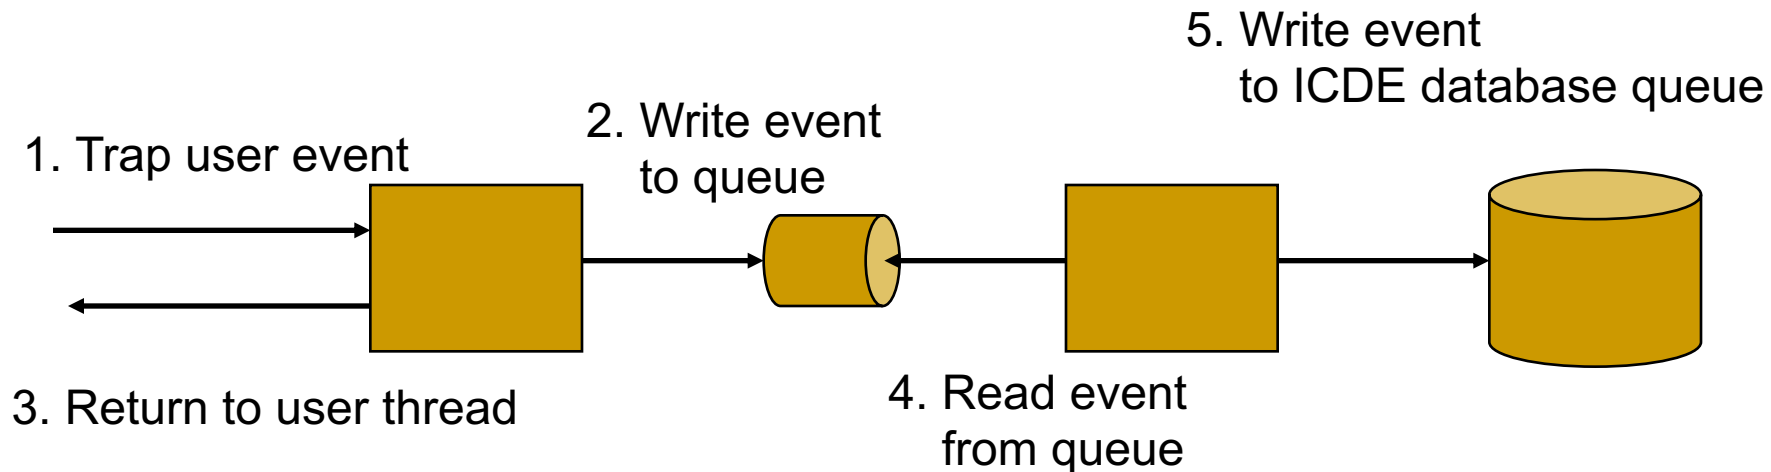 5. Write event
to ICDE database queue
2. Write event
to queue
1. Trap user event
3. Return to user thread
4. Read event
from queue